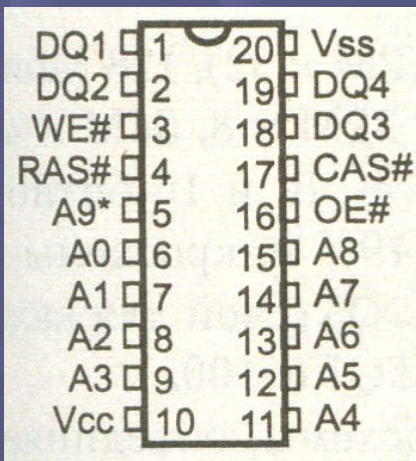 DQ1 1 20 Vss
DQ2 2 19 DQ4
WE# 3 18 DQ3
RAS# 4 17 CAS#
A9* 5 16 OE#
A0 6 15 A8
A1 7 14 A7
A2 8 13 A6
A3 9 12 A5
Vcc 10 11 A4